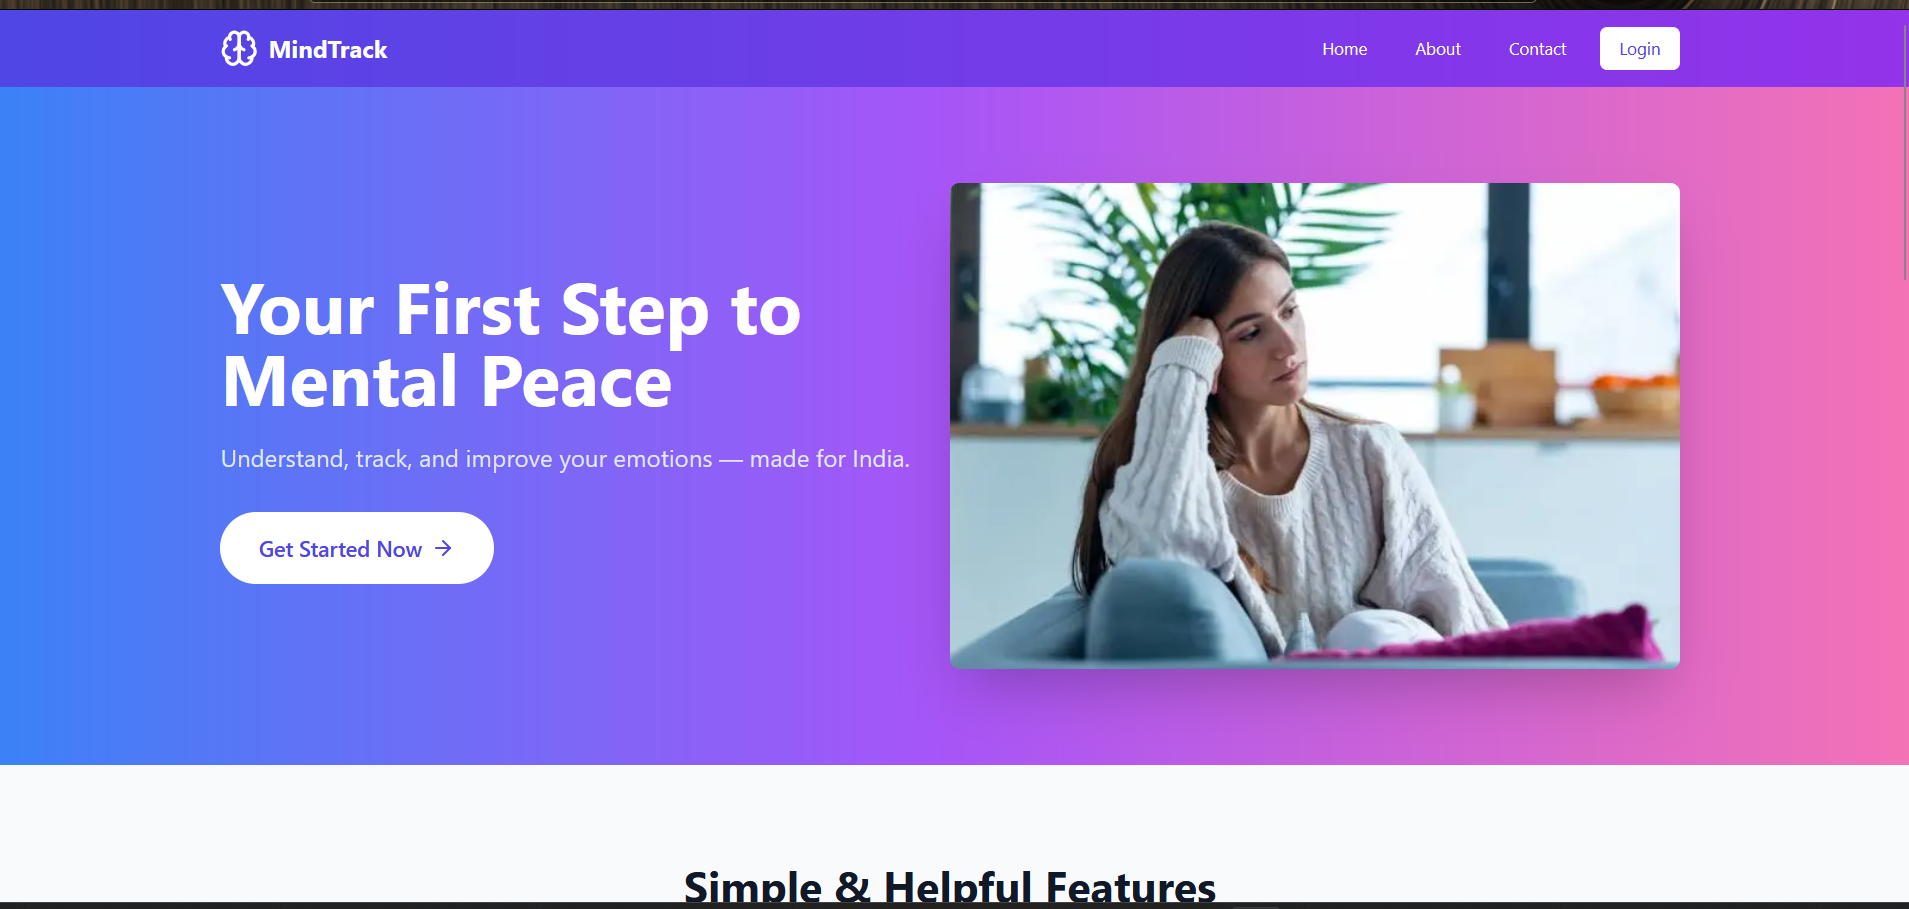 MindTrack
Home
About
Contact
Login
Your First Step to
Mental Peace
Understand, track, and improve your emotions — made for India.
Get Started Now
Simple & Helpful Features